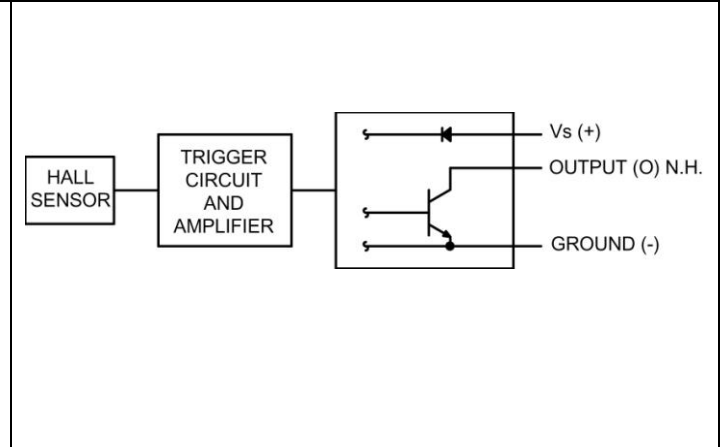 HALL
SENSOR
TRIGGER
CIRCUIT
AND
AMPLIFIER
Vs (+)
OUTPUT (O) N.H.
GROUND (-)